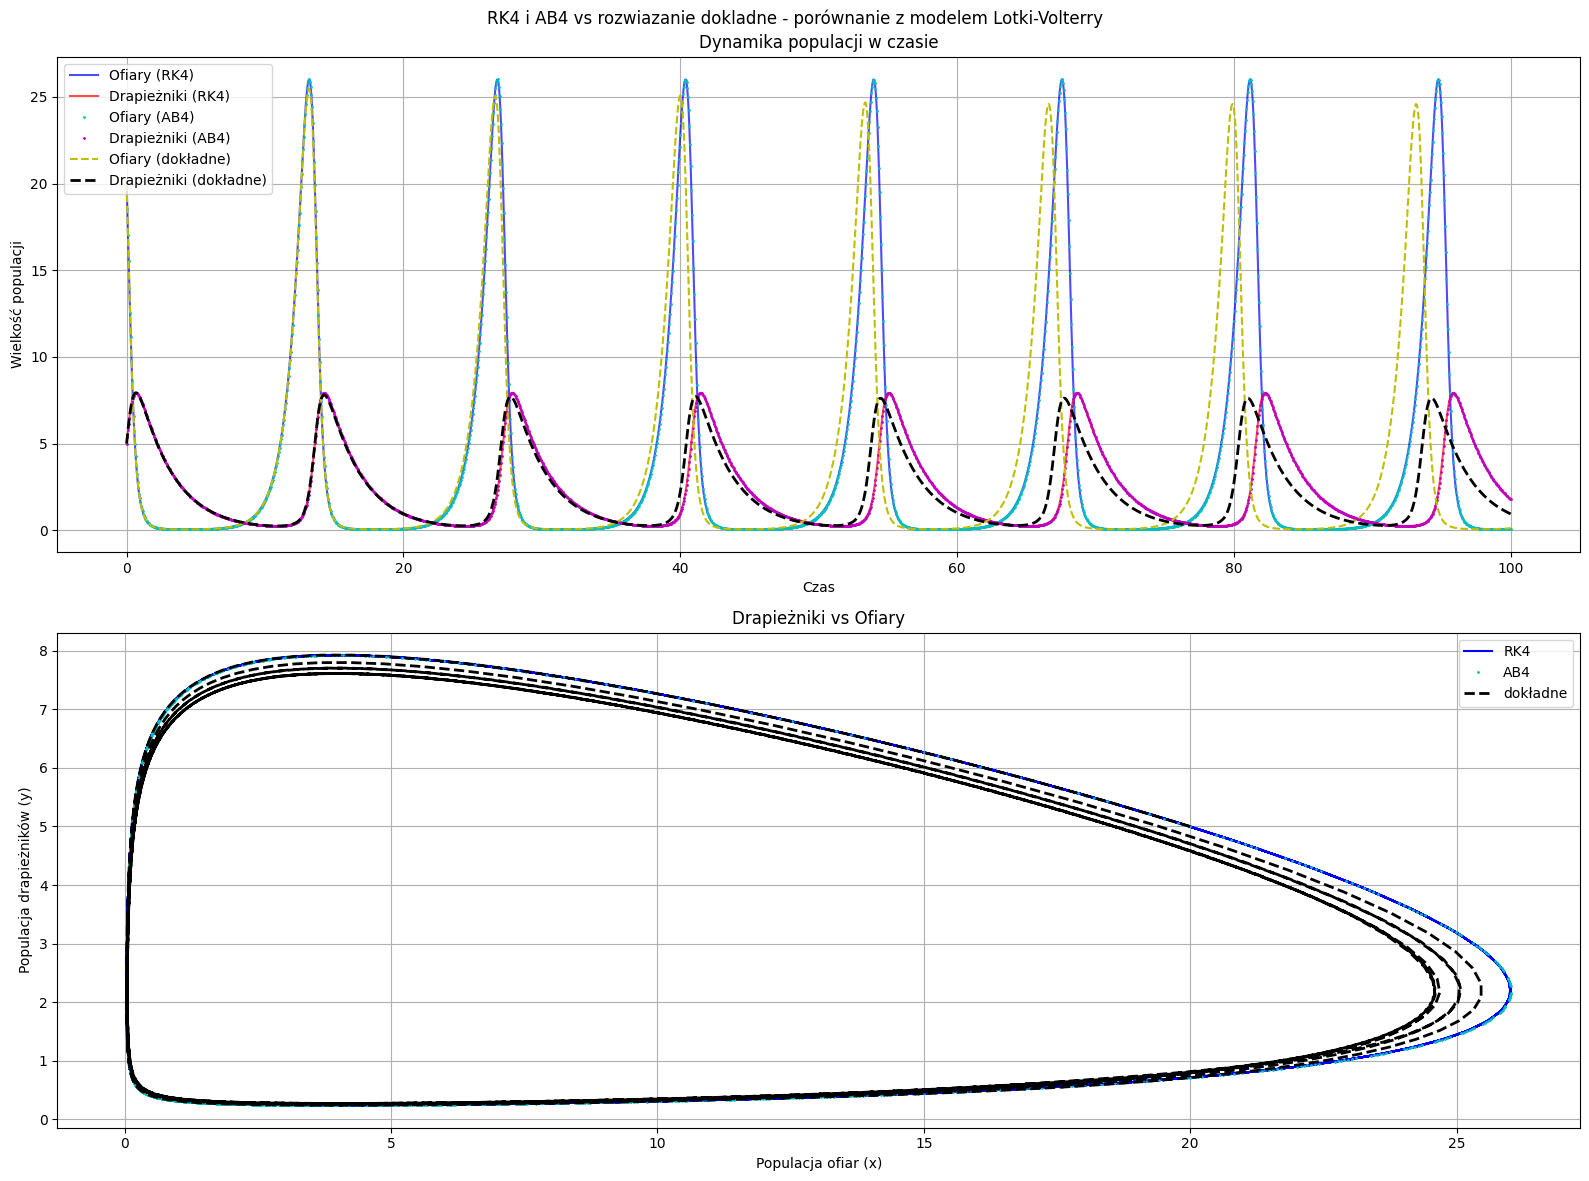 RK4 i AB4 vs rozwiazanie dokladne - porównanie z modelem Lotki-Volterry
Dynamika populacji w czasie
Ofiary (RK4)
Drapieżniki (RK4)
Ofiary (AB4)
Drapieżniki (AB4)
Ofiary (dokładne)
Drapieżniki (dokładne)
Wielkość populacji
25
20
15
10
5
0
0 20 40 60 80 100
Czas
Drapieżniki vs Ofiary
RK4
AB4
dokładne
Populacja drapieżników (y)
8
7
6
5
4
3
2
1
0
0 5 10 15 20 25
Populacja ofiar (x)